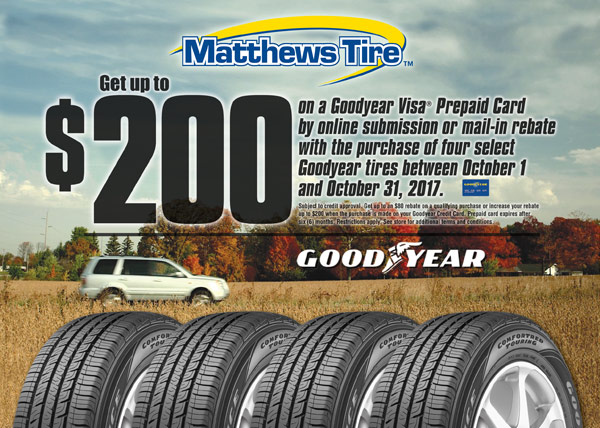 Matthews Tire™
Get up to
$200
on a Goodyear Visa® Prepaid Card
by online submission or mail-in rebate
with the purchase of four select
Goodyear tires between October 1
and October 31, 2017.
Subject to credit approval. Get up to an $80 rebate on a qualifying purchase or increase your rebate
up to $200 when the purchase is made on your Goodyear Credit Card. Prepaid card expires after
six (6) months. Restrictions apply. See store for additional terms and conditions.
GOODYEAR
COMFORTRED
TOURING